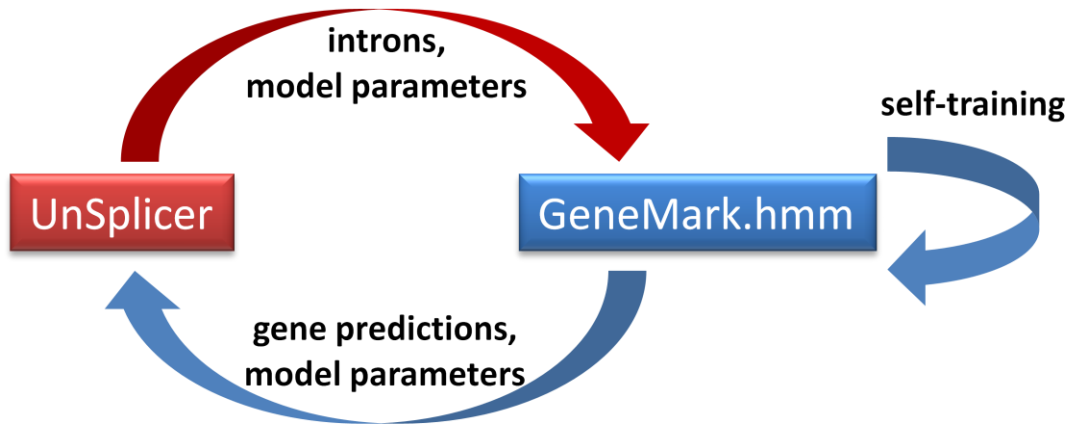 introns,
model parameters
self-training
UnSplicer
GeneMark.hmm
gene predictions,
model parameters